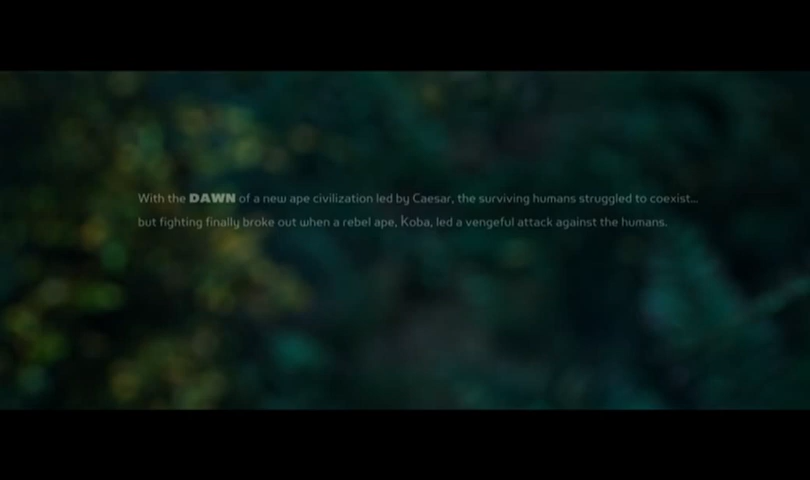 With the DAWN of a new ape civilization led by Caesar, the surviving humans struggled to coexist...
but fighting finally broke out when a rebel ape, Koba, led a vengeful attack against the humans.